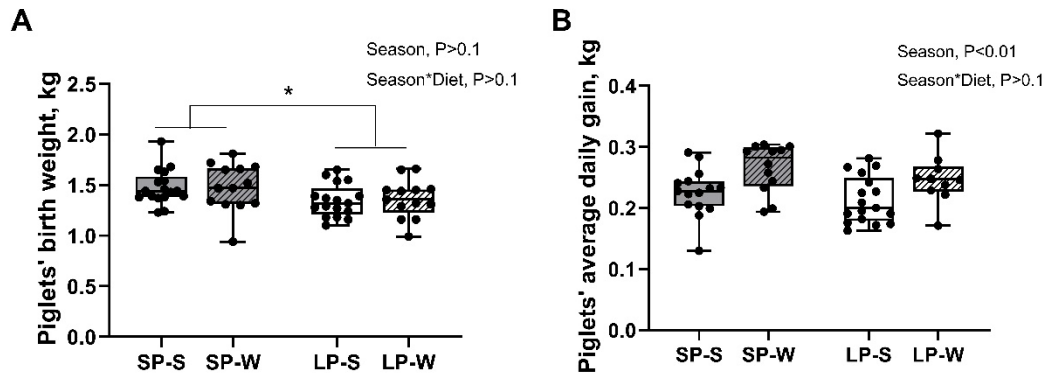 A
Season, P>0.1
Season*Diet, P>0.1
Piglets' birth weight, kg
2.5
2.0
1.5
1.0
0.5
0.0
*
SP-S SP-W LP-S LP-W
B
Season, P<0.01
Season*Diet, P>0.1
Piglets' average daily gain, kg
0.4
0.3
0.2
0.1
0.0
SP-S SP-W LP-S LP-W